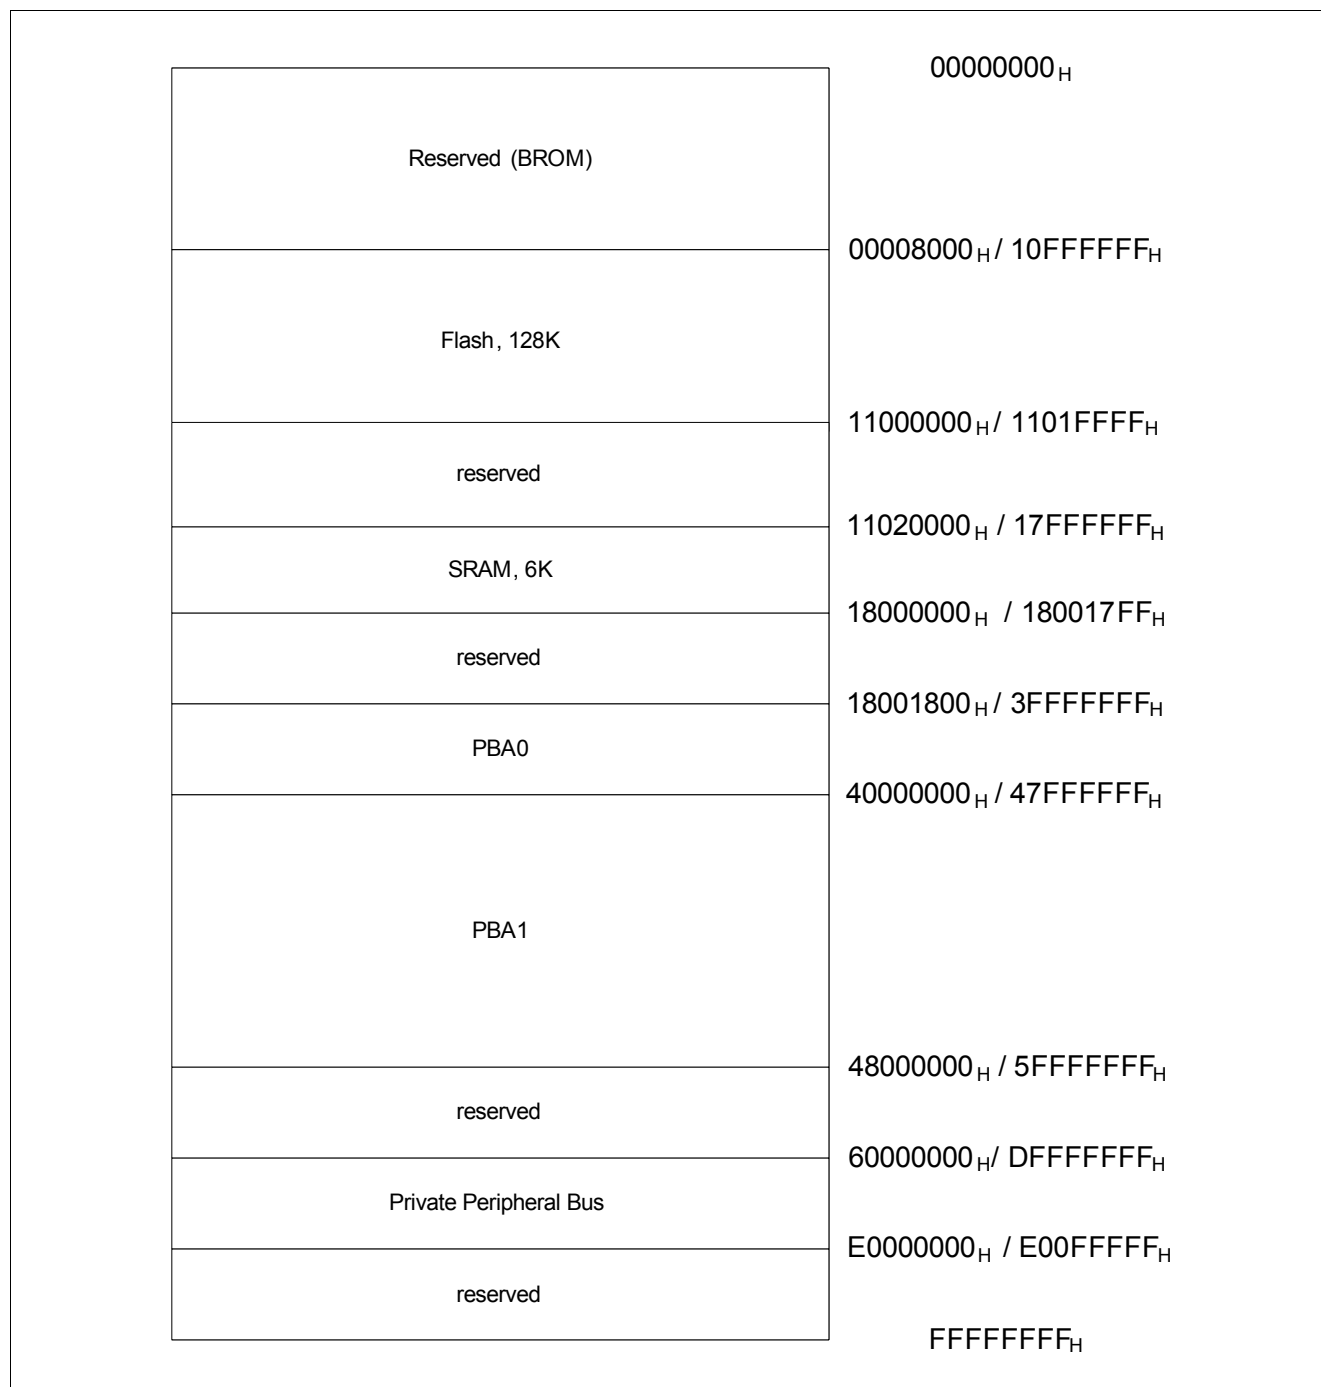 00000000H
Reserved (BROM)
00008000H / 10FFFFFFH
Flash, 128K
11000000H / 1101FFFFH
reserved
11020000H / 17FFFFFFH
SRAM, 6K
18000000H / 180017FFH
reserved
18001800H / 3FFFFFFFH
PBA0
40000000H / 47FFFFFFH
PBA1
48000000H / 5FFFFFFFH
reserved
60000000H/ DFFFFFFFH
Private Peripheral Bus
E0000000H / E00FFFFFH
reserved
FFFFFFFFH